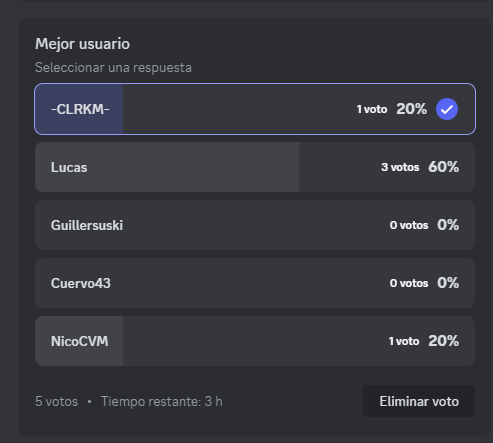 Mejor usuario
Seleccionar una respuesta
-CLRKM- 1 voto 20%
Lucas 3 votos 60%
Guillersuski 0 votos 0%
Cuervo43 0 votos 0%
NicoCVM 1 voto 20%
5 votos • Tiempo restante: 3 h Eliminar voto